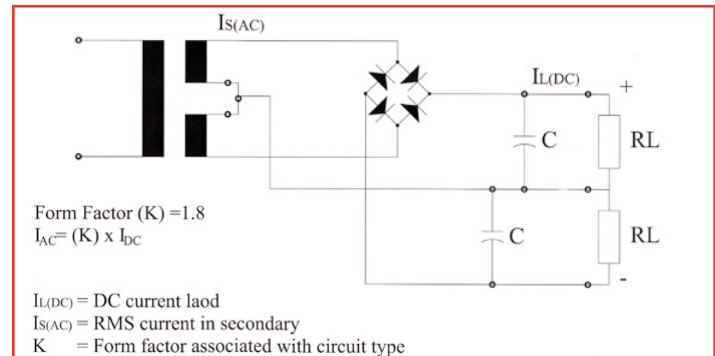 IS(AC)
IL(DC)
+
C
RL
C
RL
-
Form Factor (K) =1.8
IAC= (K) x IDC
IL(DC) = DC current laod
IS(AC) = RMS current in secondary
K = Form factor associated with circuit type